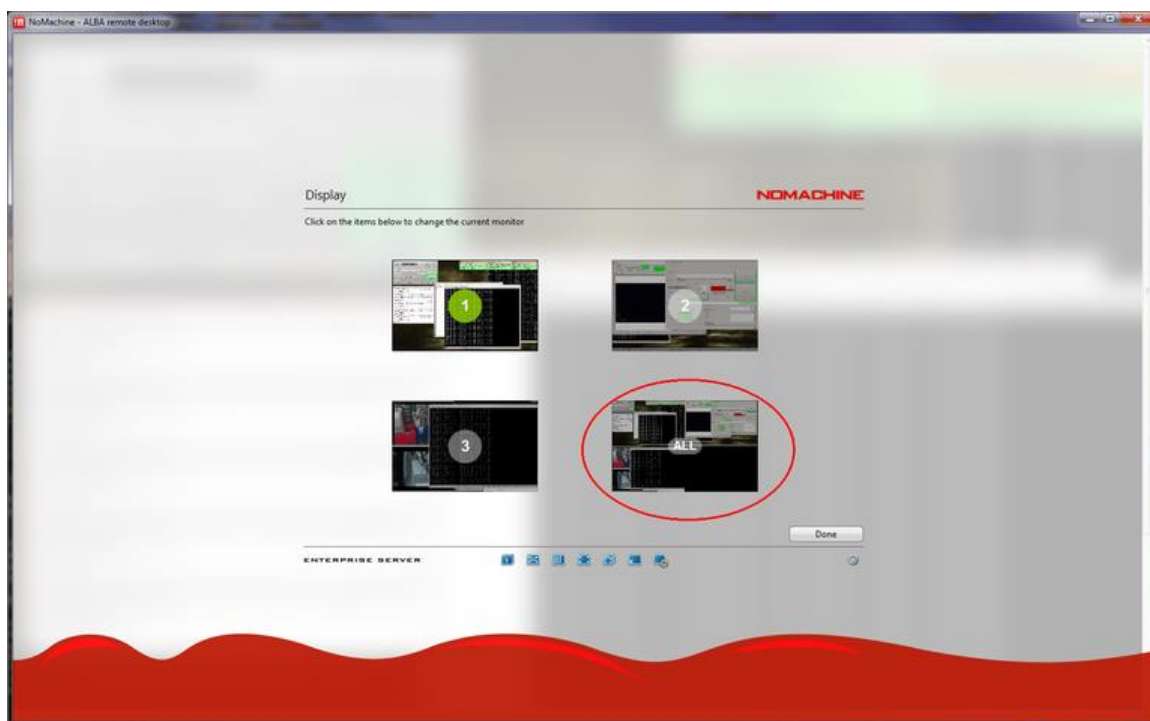 NoMachine - ALBA remote desktop
Display
NOMACHINE
Click on the items below to change the current monitor
1
2
3
ALL
Done
ENTERPRISE SERVER